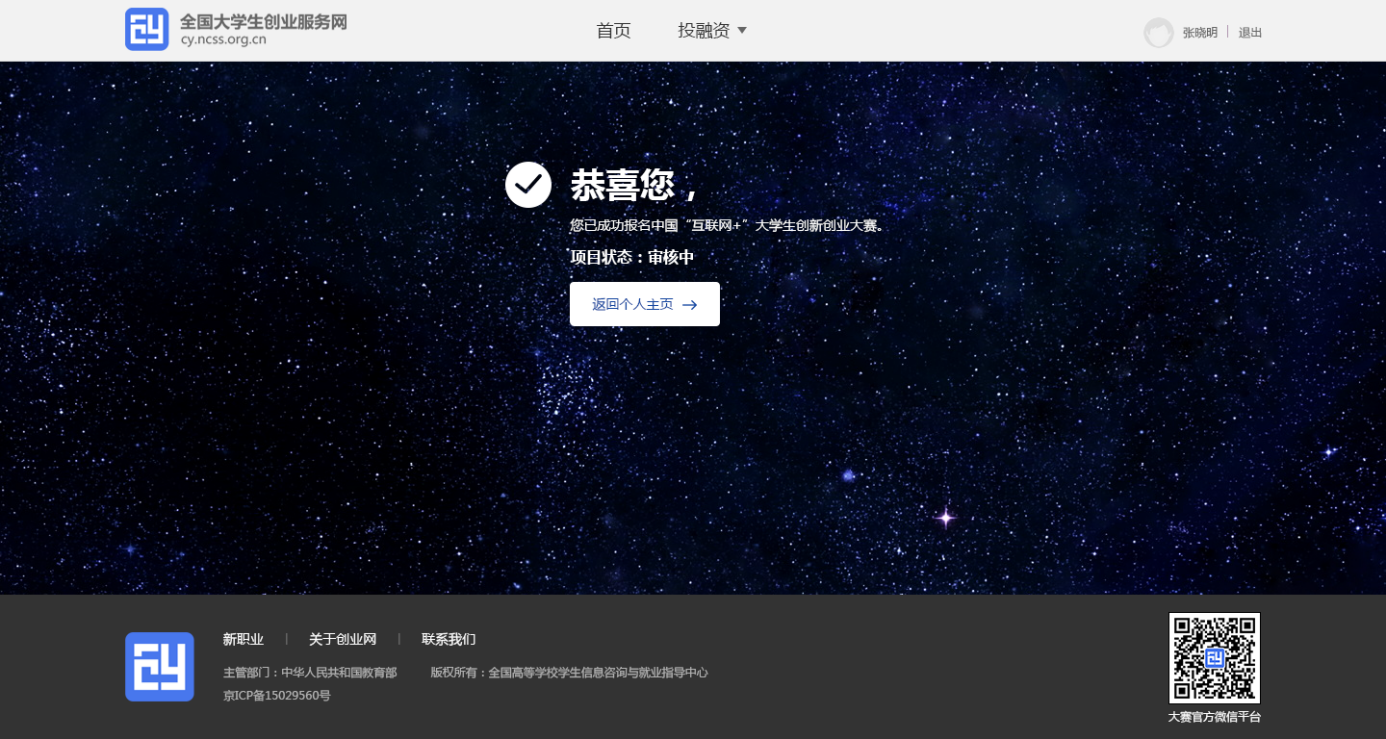 全国大学生创业服务网
cy.ncss.org.cn
首页 投融资
张晓明 | 退出
恭喜您，
您已成功报名中国“互联网+”大学生创新创业大赛。
项目状态：审核中
返回个人主页 →
新职业 | 关于创业网 | 联系我们
主管部门：中华人民共和国教育部 版权所有：全国高等学校学生信息咨询与就业指导中心
京ICP备15029560号
大赛官方微信平台